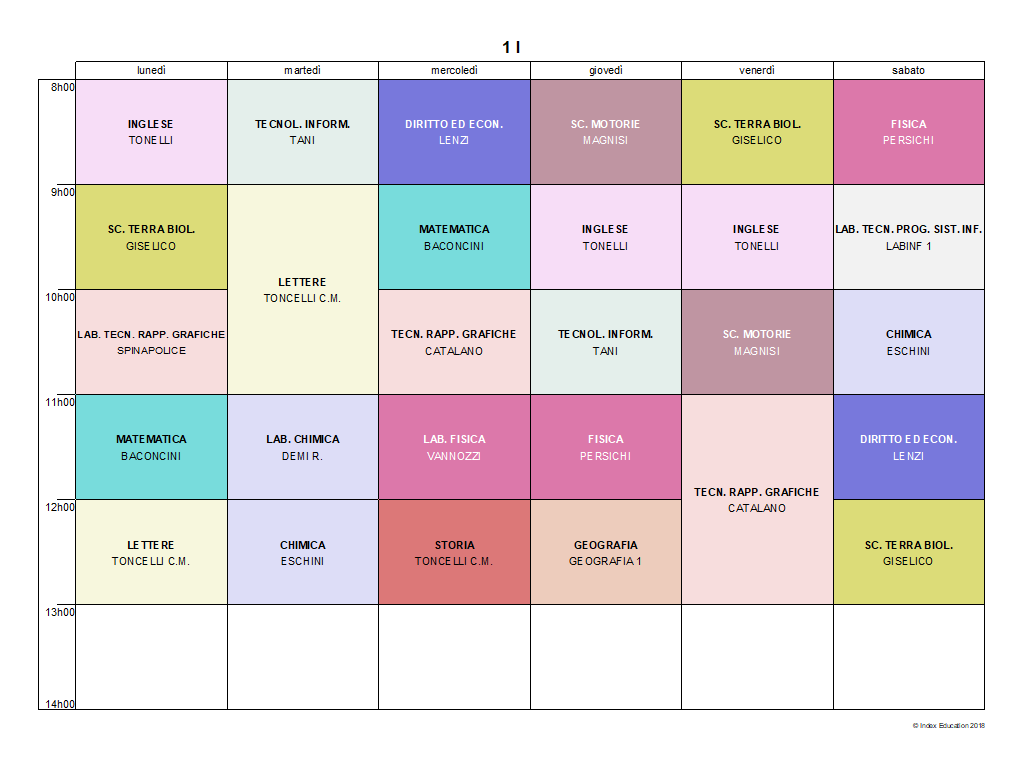 1 I
lunedì martedì mercoledì giovedì venerdì sabato
8h00
INGLESE
TONELLI
TECNOL. INFORM.
TANI
DIRITTO ED ECON.
LENZI
SC. MOTORIE
MAGNISI
SC. TERRA BIOL.
GISELICO
FISICA
PERSICHI
9h00
SC. TERRA BIOL.
GISELICO
LETTERE
TONCELLI C.M.
MATEMATICA
BACONCINI
INGLESE
TONELLI
INGLESE
TONELLI
LAB. TECN. PROG. SIST. INF.
LABINF 1
10h00
LAB. TECN. RAPP. GRAFICHE
SPINAPOLICE
TECN. RAPP. GRAFICHE
CATALANO
TECNOL. INFORM.
TANI
SC. MOTORIE
MAGNISI
CHIMICA
ESCHINI
11h00
MATEMATICA
BACONCINI
LAB. CHIMICA
DEMI R.
LAB. FISICA
VANNOZZI
FISICA
PERSICHI
TECN. RAPP. GRAFICHE
CATALANO
DIRITTO ED ECON.
LENZI
12h00
LETTERE
TONCELLI C.M.
CHIMICA
ESCHINI
STORIA
TONCELLI C.M.
GEOGRAFIA
GEOGRAFIA 1
SC. TERRA BIOL.
GISELICO
13h00
14h00
© Index Education 2018